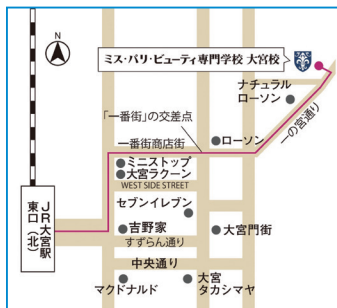 N
ミス・パリ・ビューティ専門学校 大宮校
ナチュラル
ローソン
「一番街」の交差点
一番街商店街
ローソン
一の宮通り
ミニストップ
大宮ラクーン
WEST SIDE STREET
セブンイレブン
吉野家
大宮門街
すずらん通り
中央通り
マクドナルド
大宮
タカシマヤ
JR大宮駅
東口(北)